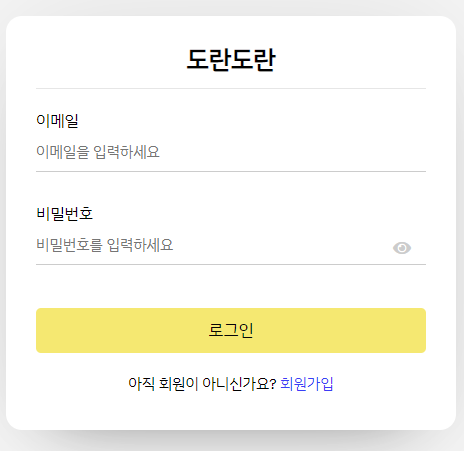 도란도란
이메일
이메일을 입력하세요
비밀번호
비밀번호를 입력하세요
로그인
아직 회원이 아니신가요? 회원가입